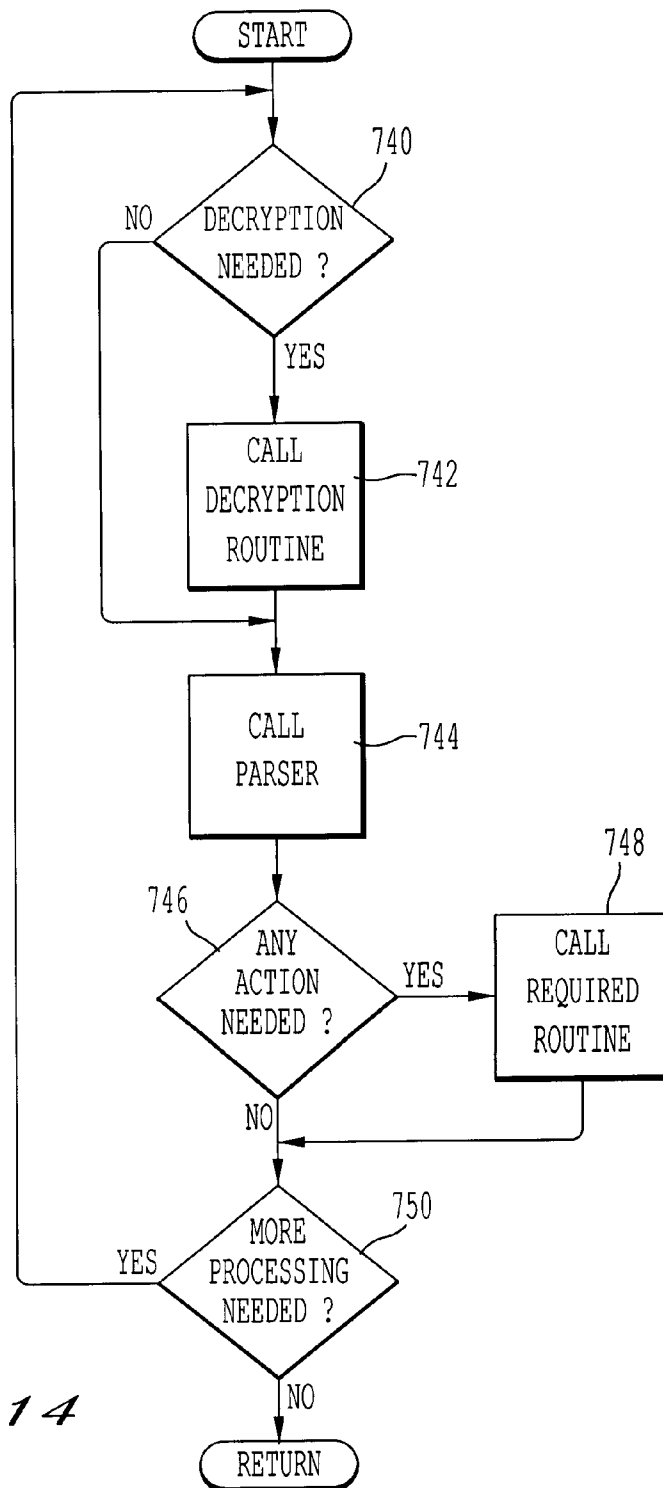 START
740
NO
DECRYPTION
NEEDED ?
YES
CALL
DECRYPTION
ROUTINE
742
CALL
PARSER
744
746
ANY
ACTION
NEEDED ?
YES
748
CALL
REQUIRED
ROUTINE
NO
750
YES
MORE
PROCESSING
NEEDED ?
NO
14
RETURN